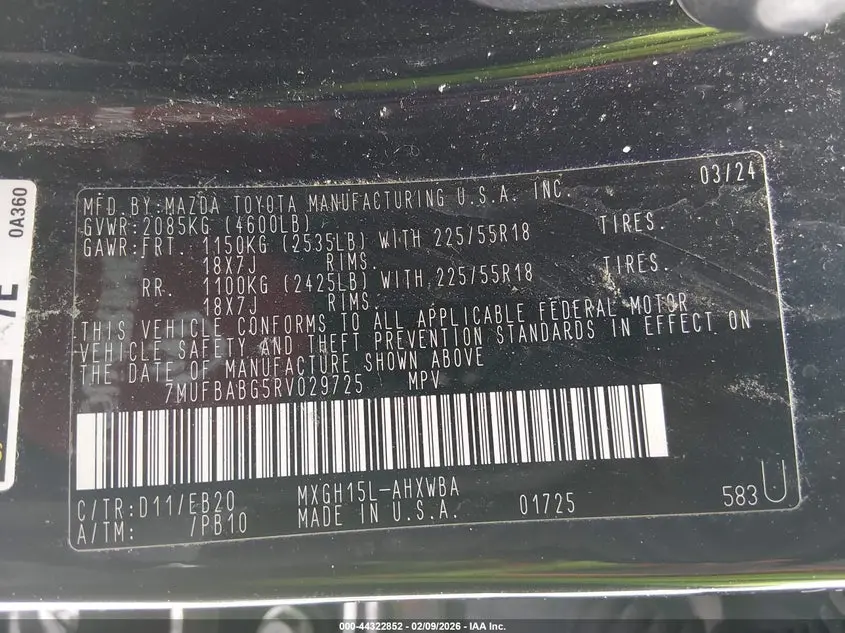 MFD BY:MAZDA TOYOTA MANUFACTURING U.S.A. INC. 03/24
GVWR:2085KG (4600LB)
GAWR:FRT. 1150KG (2535LB) WITH 225/55R18 TIRES.
18X7J RIMS.
RR. 1100KG (2425LB) WITH 225/55R18 TIRES.
18X7J RIMS.
THIS VEHICLE CONFORMS TO ALL APPLICABLE FEDERAL MOTOR
VEHICLE SAFETY AND THEFT PREVENTION STANDARDS IN EFFECT ON
THE DATE OF MANUFACTURE SHOWN ABOVE
7MUFBABG5RV029725 MPV
C/TR:D11/EB20 MXGH15L-AHXWBA
A/TM: /PB10 MADE IN U.S.A. 01725 583U
0A360
000-44322852 - 02/09/2026 - IAA Inc.